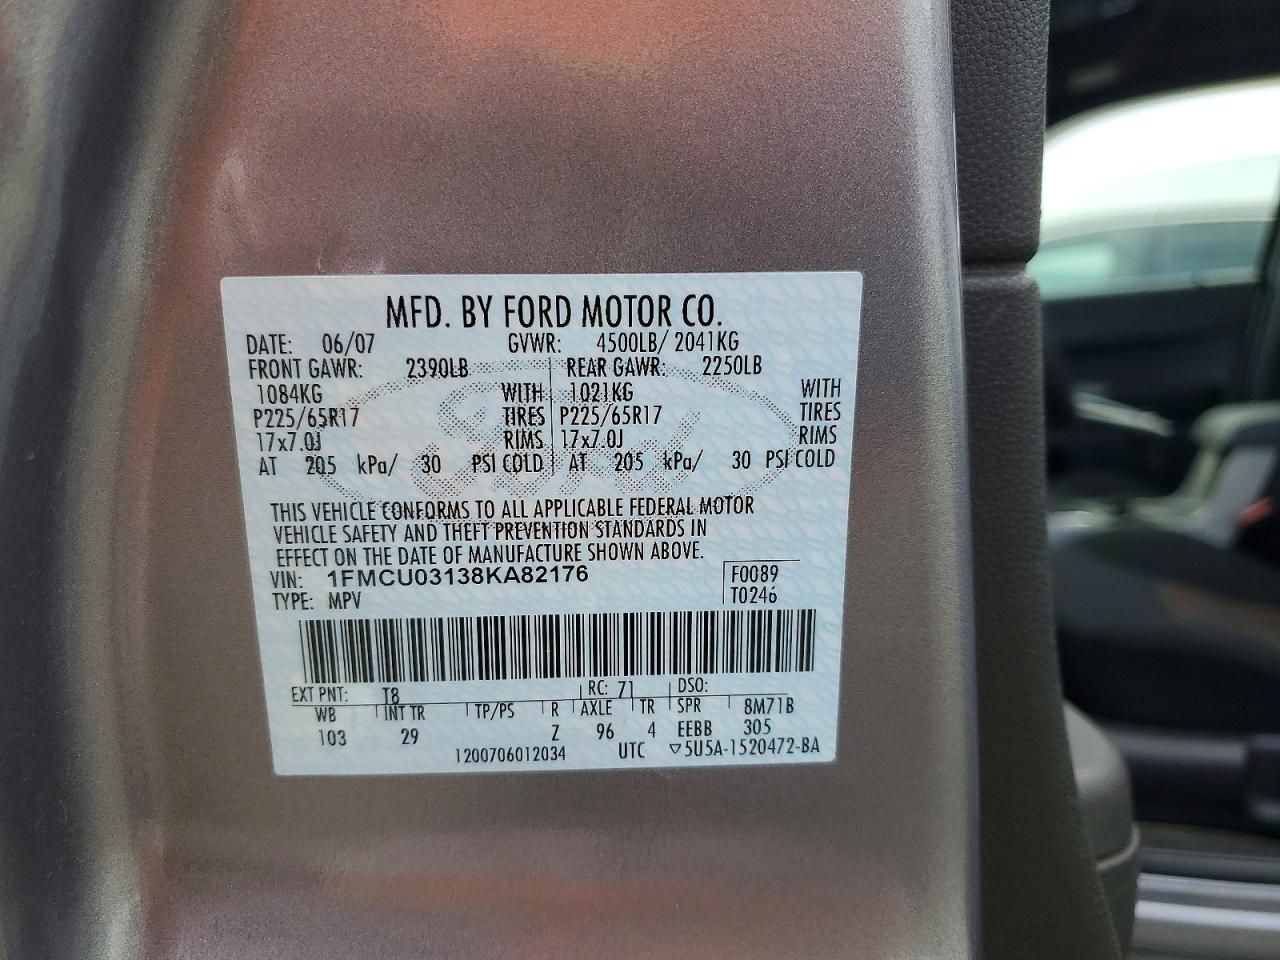 MFD. BY FORD MOTOR CO.
DATE: 06/07 GVWR: 4500LB/ 2041KG
FRONT GAWR: 2390LB REAR GAWR: 2250LB
1084KG WITH 1021KG WITH
P225/65R17 TIRES P225/65R17 TIRES
17x7.0J RIMS 17x7.0J RIMS
AT 205 kPa/ 30 PSI COLD AT 205 kPa/ 30 PSI COLD
Ford
THIS VEHICLE CONFORMS TO ALL APPLICABLE FEDERAL MOTOR
VEHICLE SAFETY AND THEFT PREVENTION STANDARDS IN
EFFECT ON THE DATE OF MANUFACTURE SHOWN ABOVE.
VIN: 1FMCU03138KA82176 F0089
TYPE: MPV T0246
EXT PNT: T8 RC: 71 DSO:
WB INT TR TP/PS R AXLE TR SPR 8M71B
103 29 Z 96 4 EEBB 305
1200706012034 UTC ▽5U5A-1520472-BA